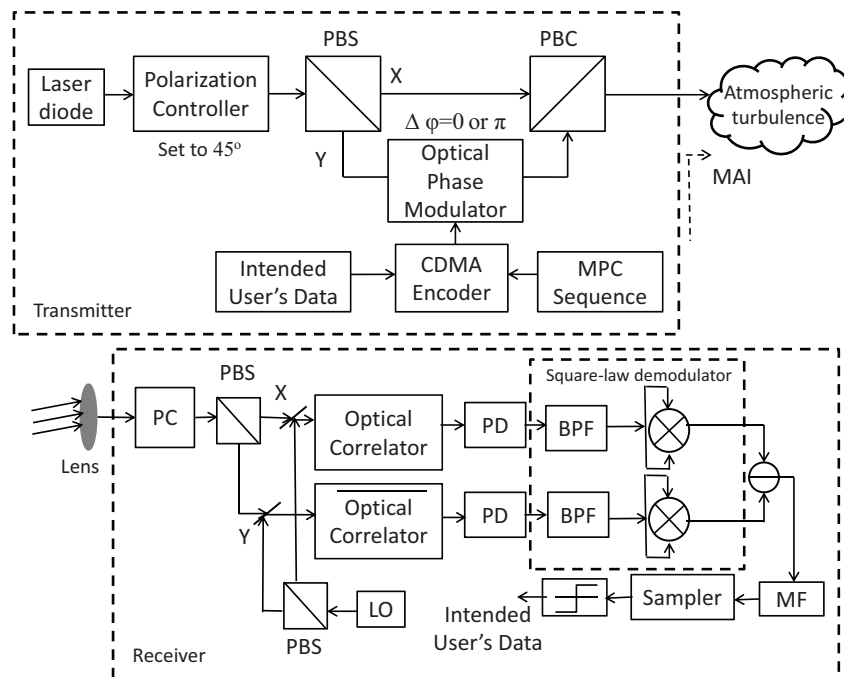 PBS
PBC
Laser
diode
Polarization
Controller
X
Set to 45º
Δ φ=0 or π
Y
Optical
Phase
Modulator
Atmospheric
turbulence
MAI
Intended
User's Data
CDMA
Encoder
MPC
Sequence
Transmitter
Lens
PC
PBS
X
Optical
Correlator
PD
Square-law demodulator
BPF
Y
Optical
Correlator
PD
BPF
PBS
LO
Intended
User's Data
Sampler
MF
Receiver